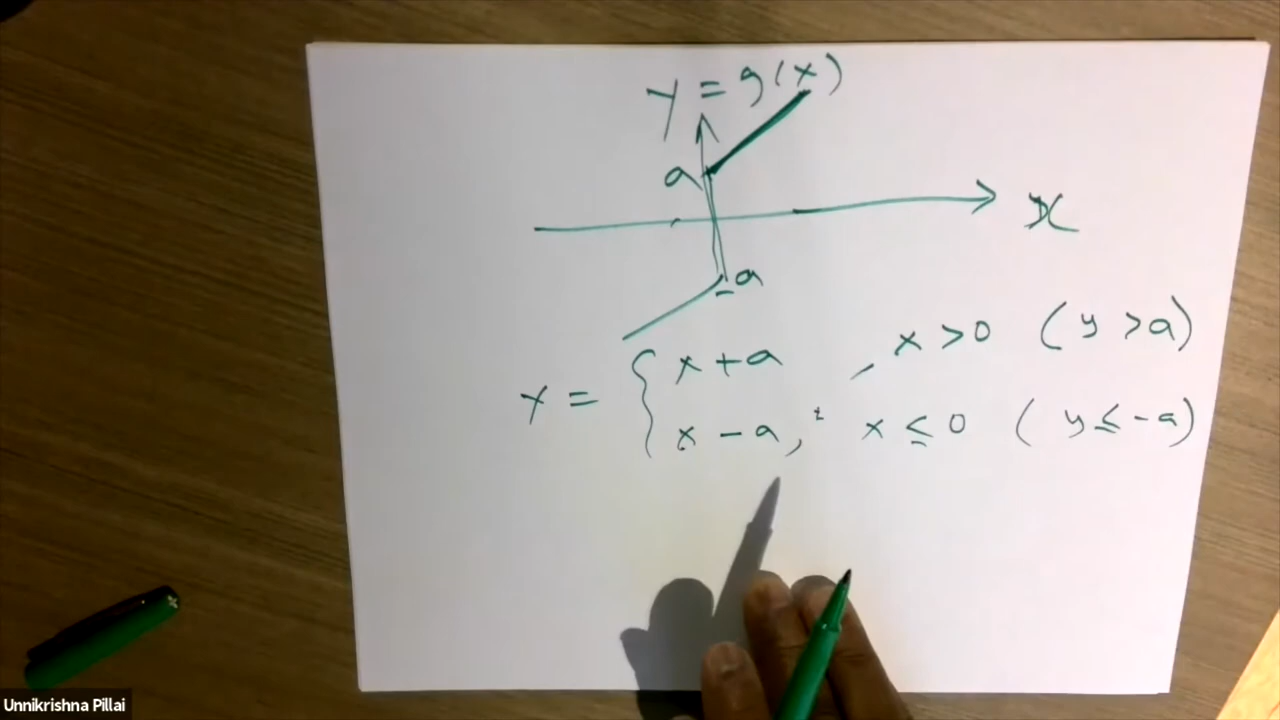 Y = g(x)
a
x
-a
Y = { x + a , x > 0 (y > a)
x - a, x ≤ 0 (y ≤ -a)
Unnikrishna Pillai